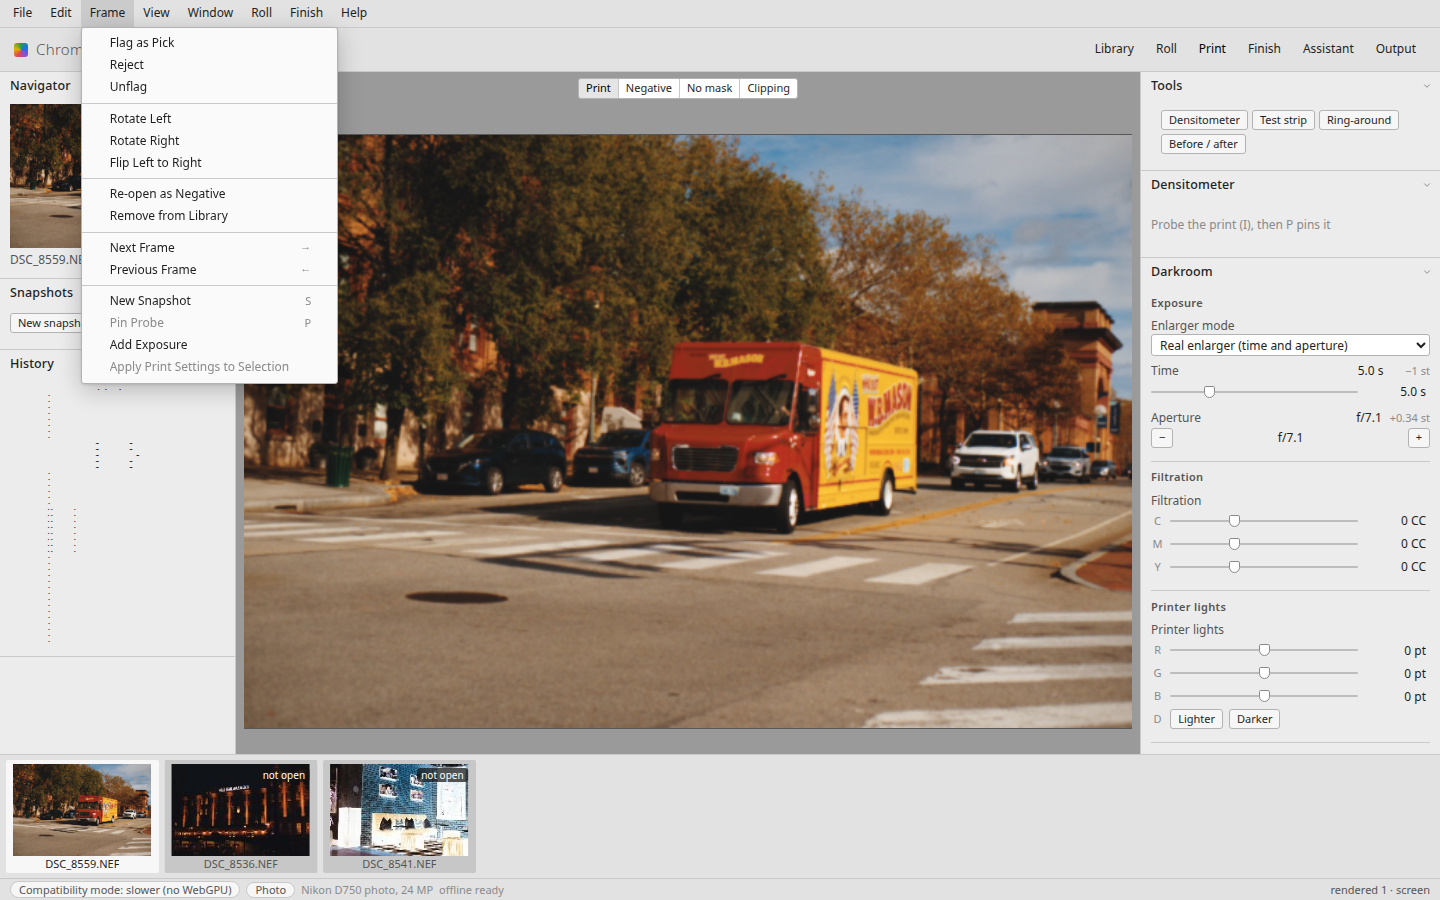 File Edit Frame View Window Roll Finish Help
Chrom
Library Roll Print Finish Assistant Output
Flag as Pick
Reject
Unflag
Rotate Left
Rotate Right
Flip Left to Right
Re-open as Negative
Remove from Library
Next Frame →
Previous Frame ←
New Snapshot S
Pin Probe P
Add Exposure
Apply Print Settings to Selection
Navigator
DSC_8559.NE
Snapshots
New snapsh
History
Print Negative No mask Clipping
W.B.MASON
Tools
Densitometer Test strip Ring-around
Before / after
Densitometer
Probe the print (I), then P pins it
Darkroom
Exposure
Enlarger mode
Real enlarger (time and aperture)
Time 5.0 s −1 st
5.0 s
Aperture f/7.1 +0.34 st
− f/7.1 +
Filtration
Filtration
C 0 CC
M 0 CC
Y 0 CC
Printer lights
Printer lights
R 0 pt
G 0 pt
B 0 pt
D Lighter Darker
not open
not open
DSC_8559.NEF DSC_8536.NEF DSC_8541.NEF
Compatibility mode: slower (no WebGPU) Photo Nikon D750 photo, 24 MP offline ready
rendered 1 · screen